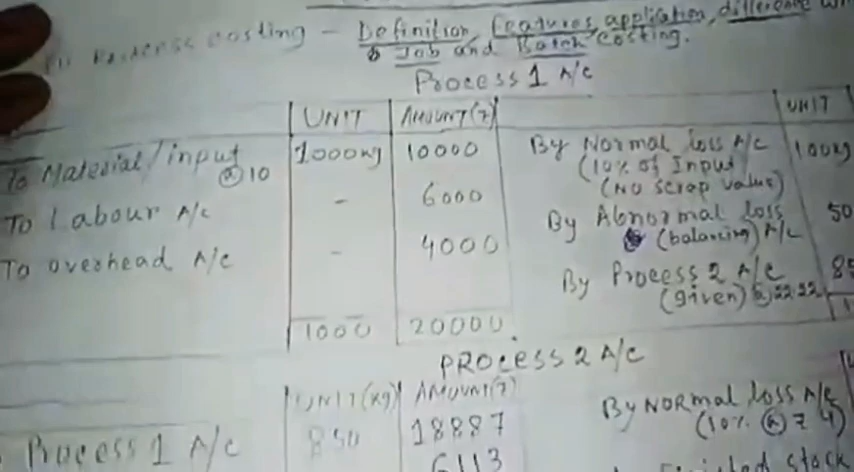 Process costing - Definition, features, application, difference
Job and Batch costing.
Process 1 A/c
UNIT AMOUNT(₹) UNIT
To Material/input 1000kg 10000 By Normal loss A/c 100kg
@ 10 (10% of Input
(No scrap value)
To Labour A/c - 6000 By Abnormal loss 50
(balancing) A/c
To overhead A/c - 4000 By Process 2 A/c
(given) @ 22.22
1000 20000
PROCESS 2 A/c
UNIT(kg) AMOUNT(₹) By NORMAL loss A/c
Process 1 A/c 850 18887 (10% @ ₹ 4)
6113 stock